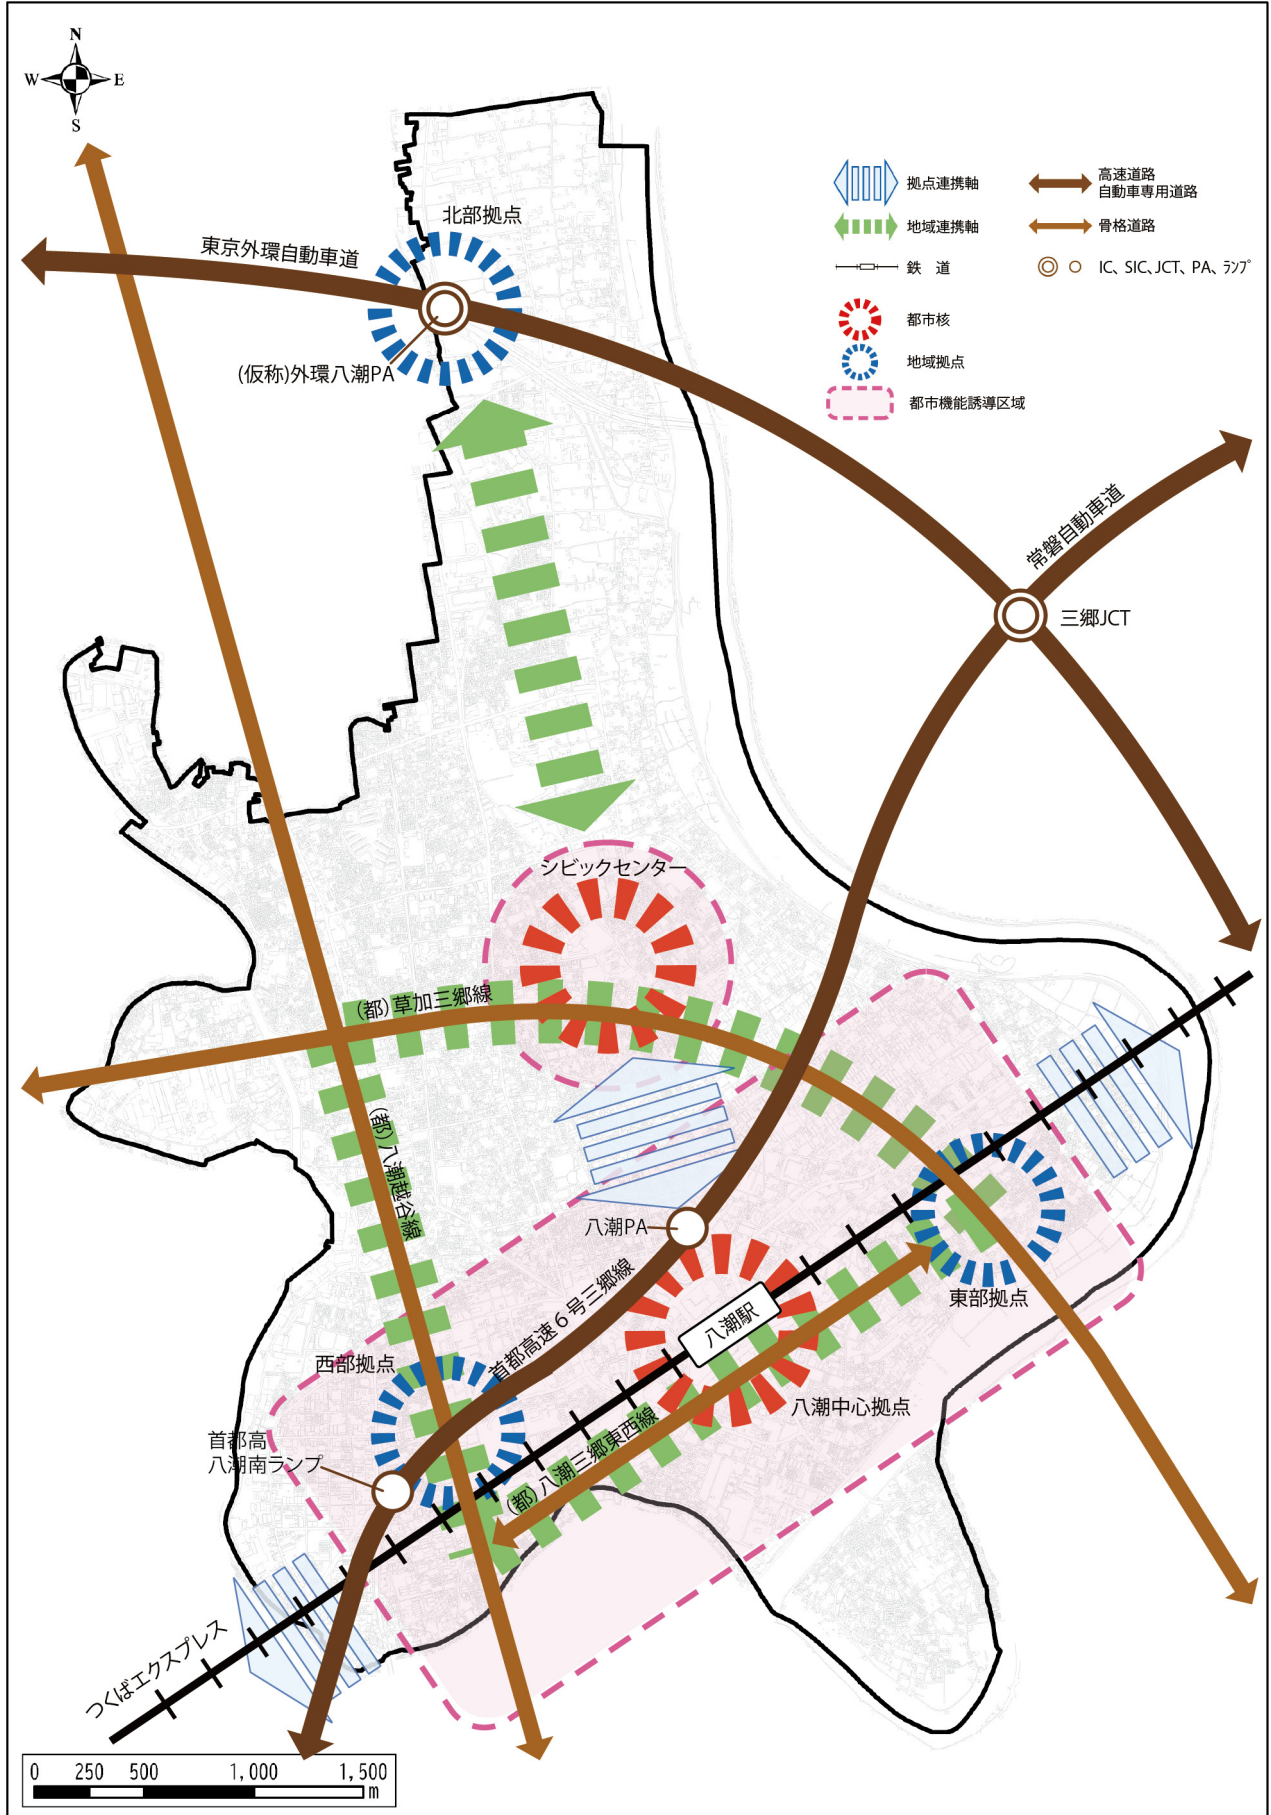 N
W E
S
拠点連携軸
高速道路
自動車専用道路
地域連携軸
骨格道路
鉄　道
IC、SIC、JCT、PA、ランプ
都市核
地域拠点
都市機能誘導区域
北部拠点
東京外環自動車道
(仮称)外環八潮PA
常磐自動車道
三郷JCT
シビックセンター
(都)草加三郷線
(都)八潮越谷線
八潮PA
首都高速６号三郷線
八潮駅
東部拠点
西部拠点
八潮中心拠点
首都高
八潮南ランプ
(都)八潮三郷東西線
つくばエクスプレス
0 250 500 1,000 1,500
m